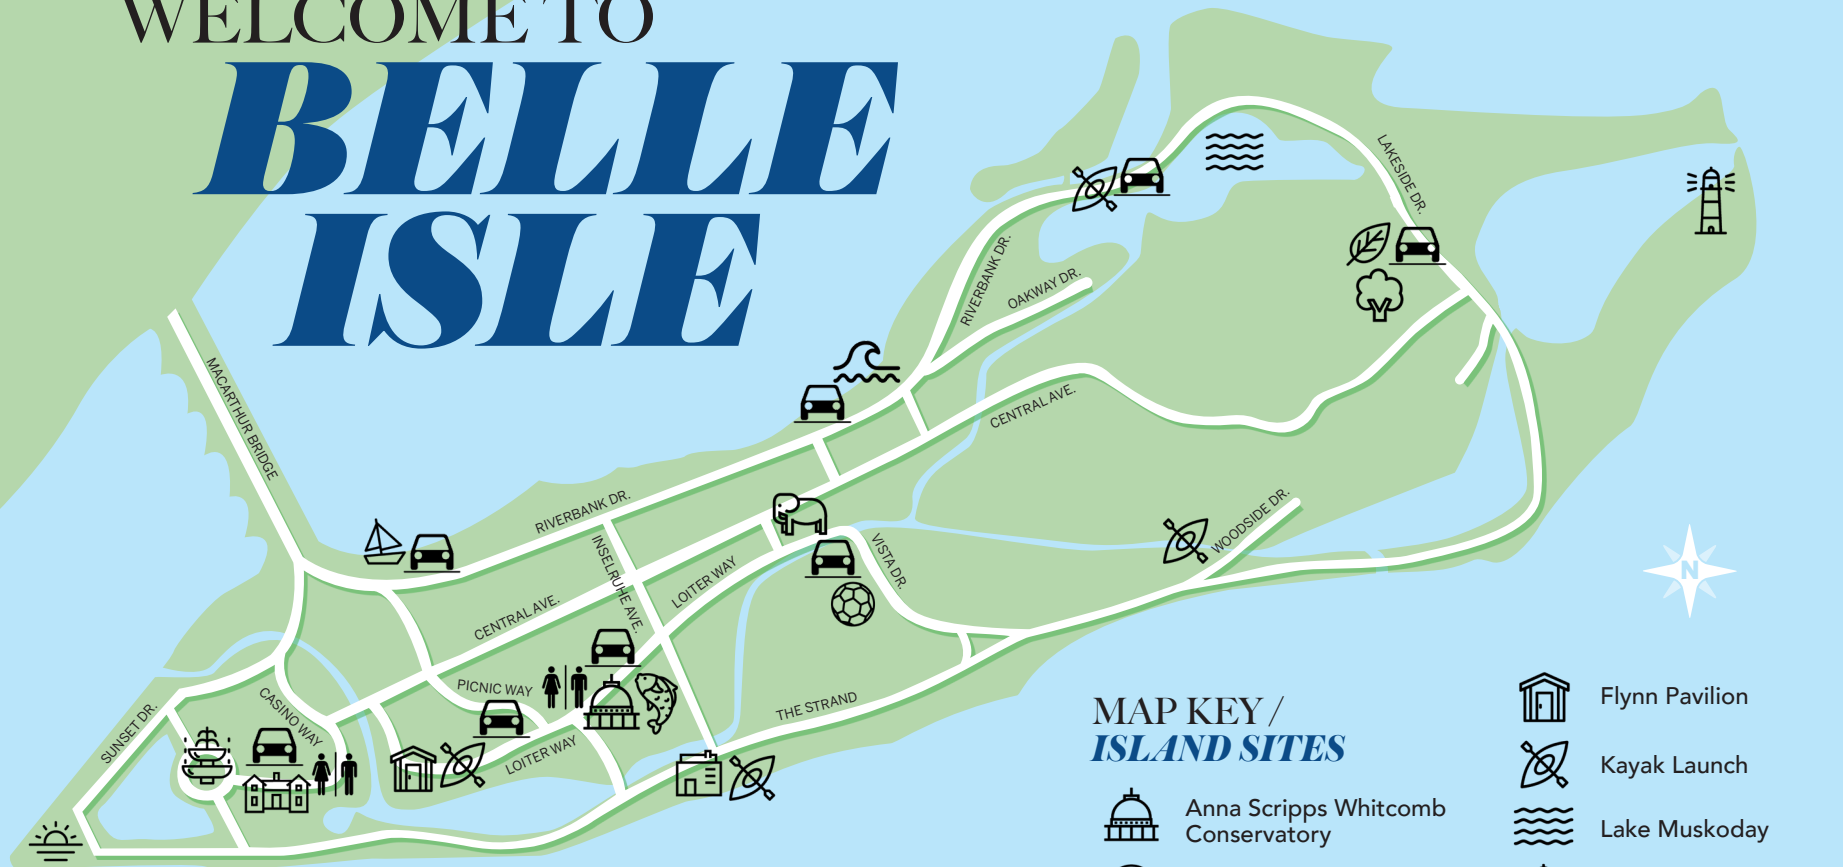 WELCOME TO
BELLE
ISLE
LAKESIDE DR.
RIVERBANK DR.
OAKWAY DR.
MACARTHUR BRIDGE
CENTRAL AVE.
RIVERBANK DR.
WOODSIDE DR.
INSELRUHE AVE.
VISTA DR.
LOITER WAY
CENTRAL AVE.
N
PICNIC WAY
CASINO WAY
SUNSET DR.
THE STRAND
LOITER WAY
MAP KEY /
ISLAND SITES
Anna Scripps Whitcomb
Conservatory
Flynn Pavilion
Kayak Launch
Lake Muskoday